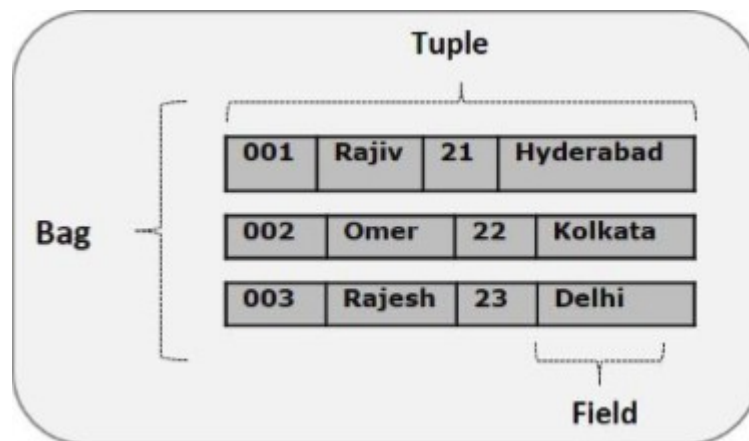 Tuple
001 Rajiv 21 Hyderabad
Bag
002 Omer 22 Kolkata
003 Rajesh 23 Delhi
Field